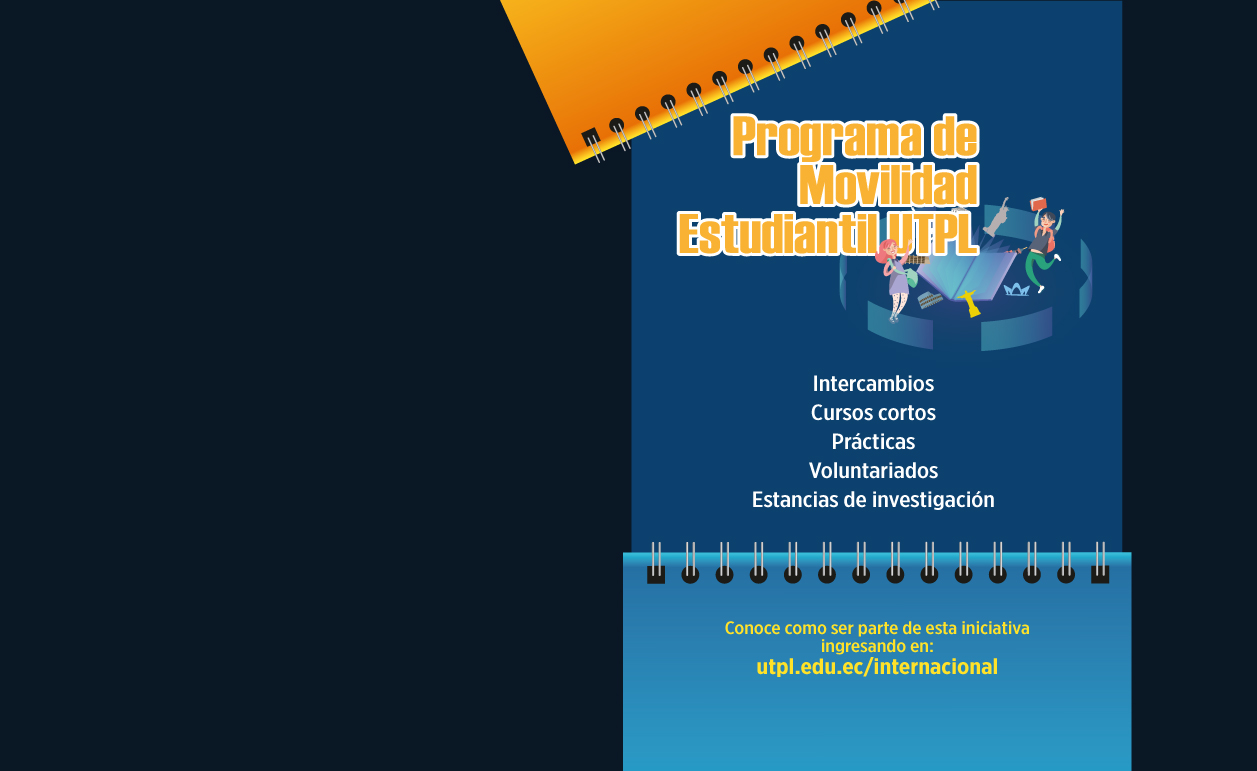 Programa de
Movilidad
Estudiantil UTPL
Intercambios
Cursos cortos
Prácticas
Voluntariados
Estancias de investigación
Conoce como ser parte de esta iniciativa
ingresando en:
utpl.edu.ec/internacional